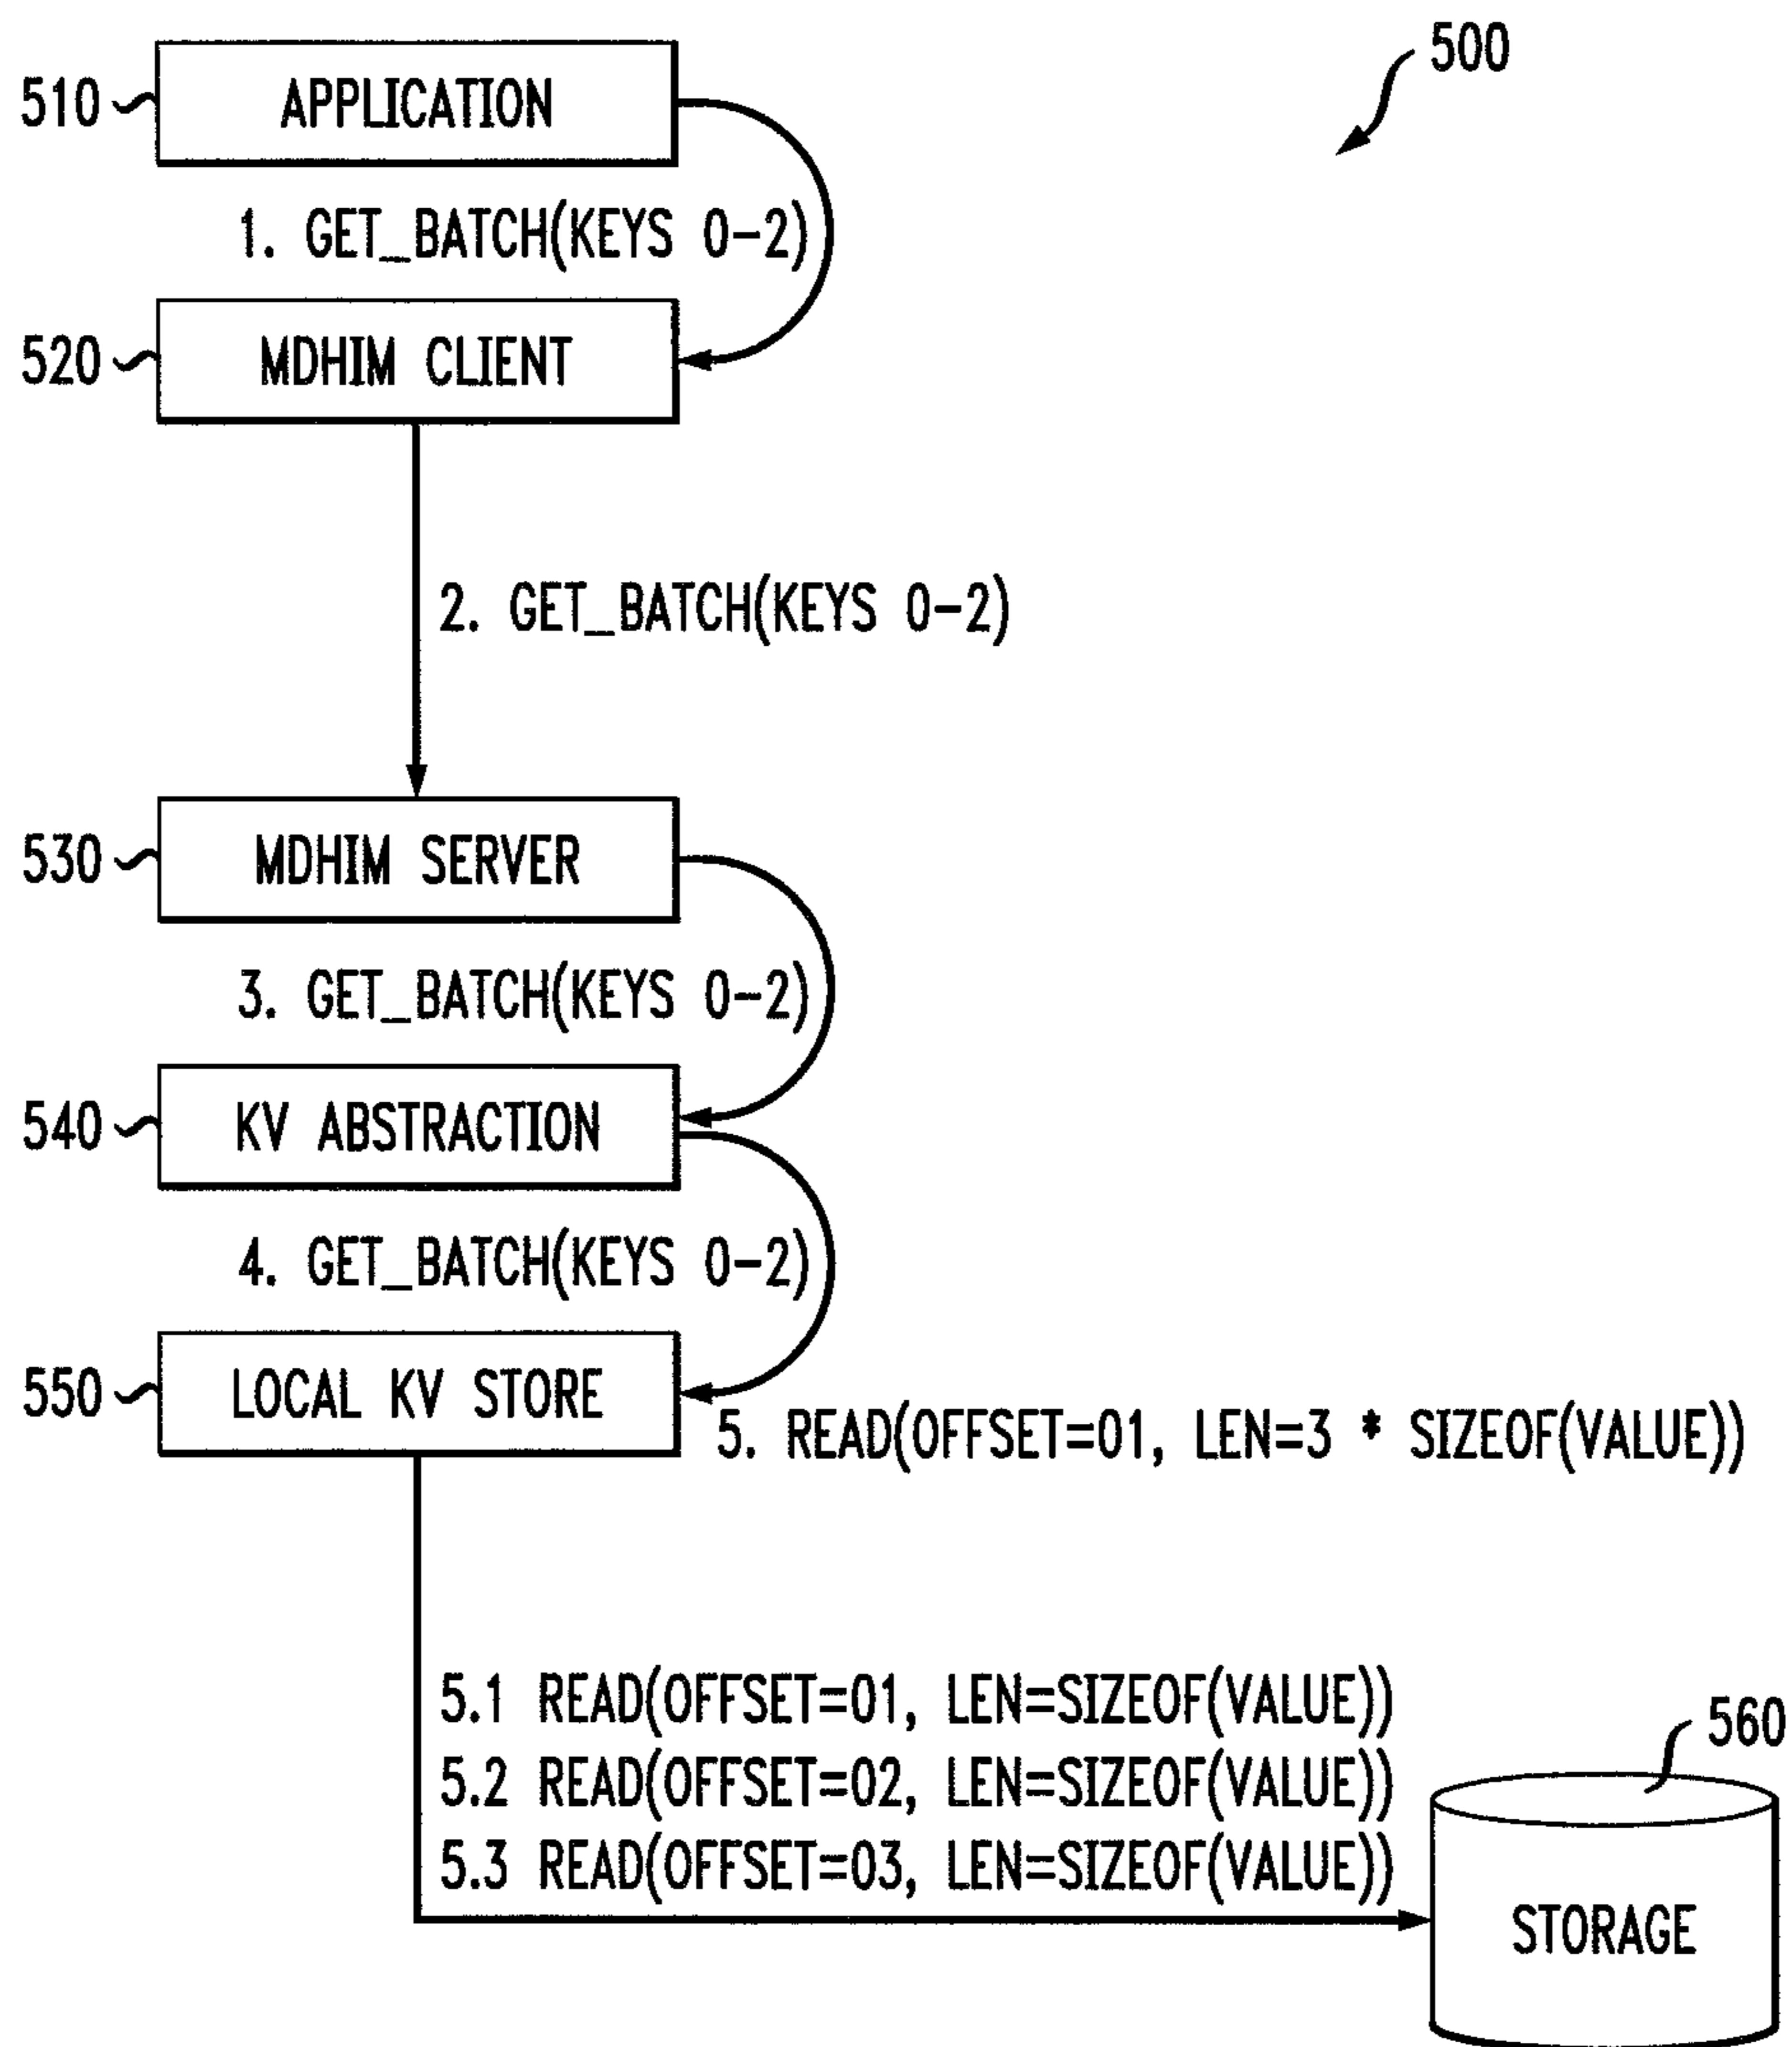 500
510 APPLICATION
1. GET_BATCH(KEYS 0-2)
520 MDHIM CLIENT
2. GET_BATCH(KEYS 0-2)
530 MDHIM SERVER
3. GET_BATCH(KEYS 0-2)
540 KV ABSTRACTION
4. GET_BATCH(KEYS 0-2)
550 LOCAL KV STORE
5. READ(OFFSET=01, LEN=3 * SIZEOF(VALUE))
5.1 READ(OFFSET=01, LEN=SIZEOF(VALUE))
5.2 READ(OFFSET=02, LEN=SIZEOF(VALUE))
5.3 READ(OFFSET=03, LEN=SIZEOF(VALUE))
560
STORAGE